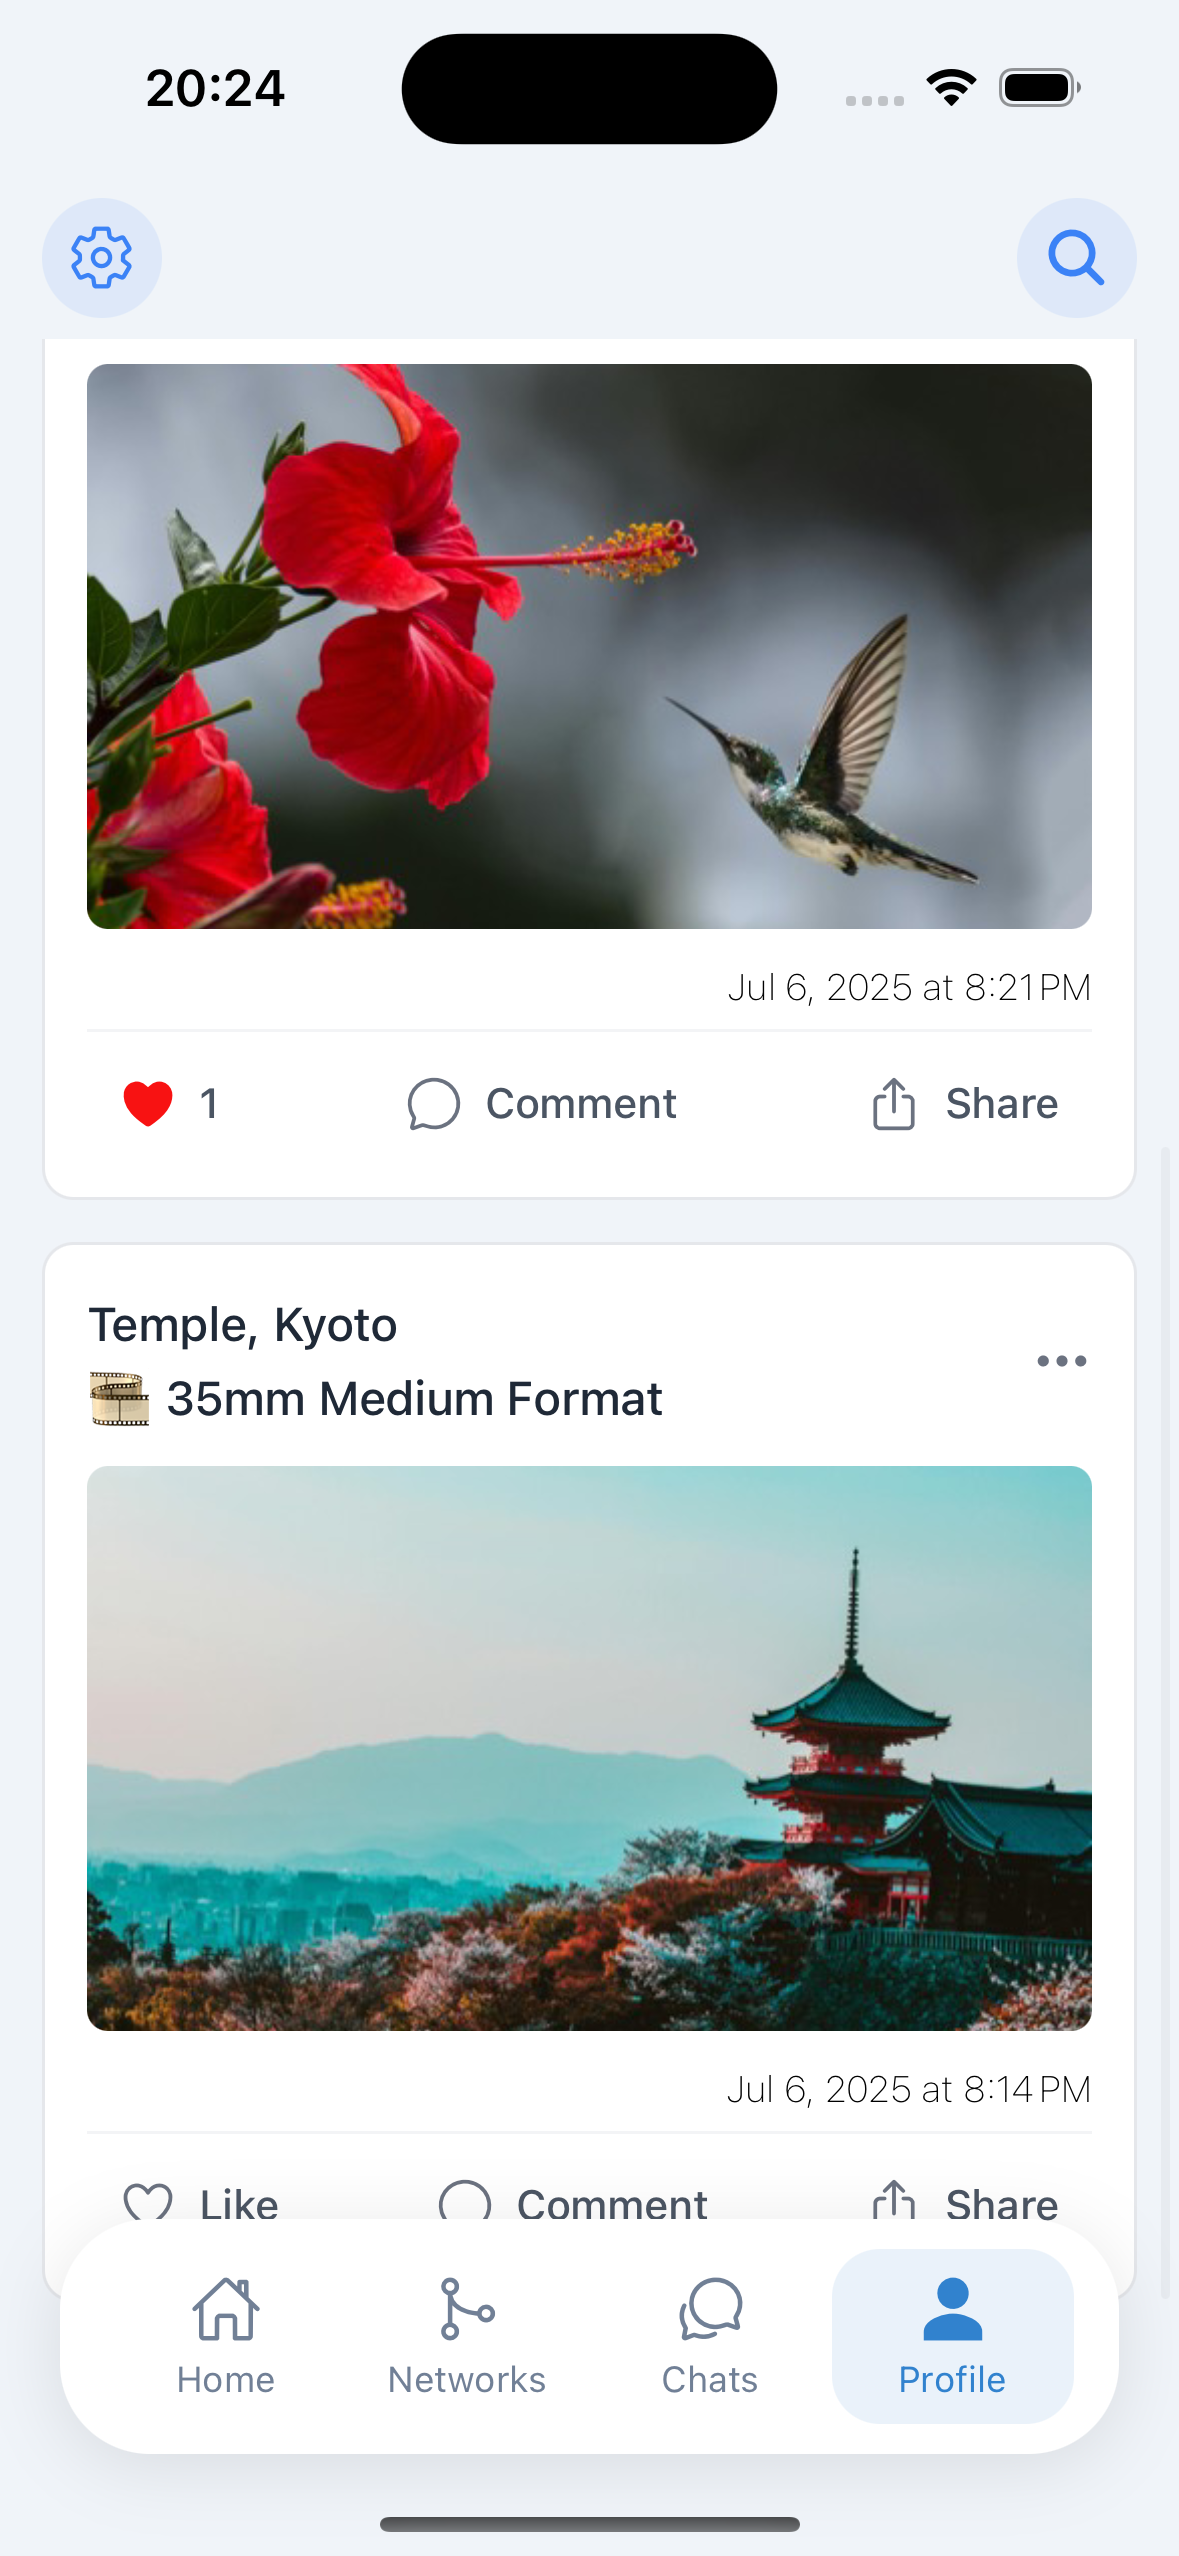 20:24
Jul 6, 2025 at 8:21 PM
1 Comment Share
Temple, Kyoto
🎞️ 35mm Medium Format
Jul 6, 2025 at 8:14 PM
Like Comment Share
Home Networks Chats Profile